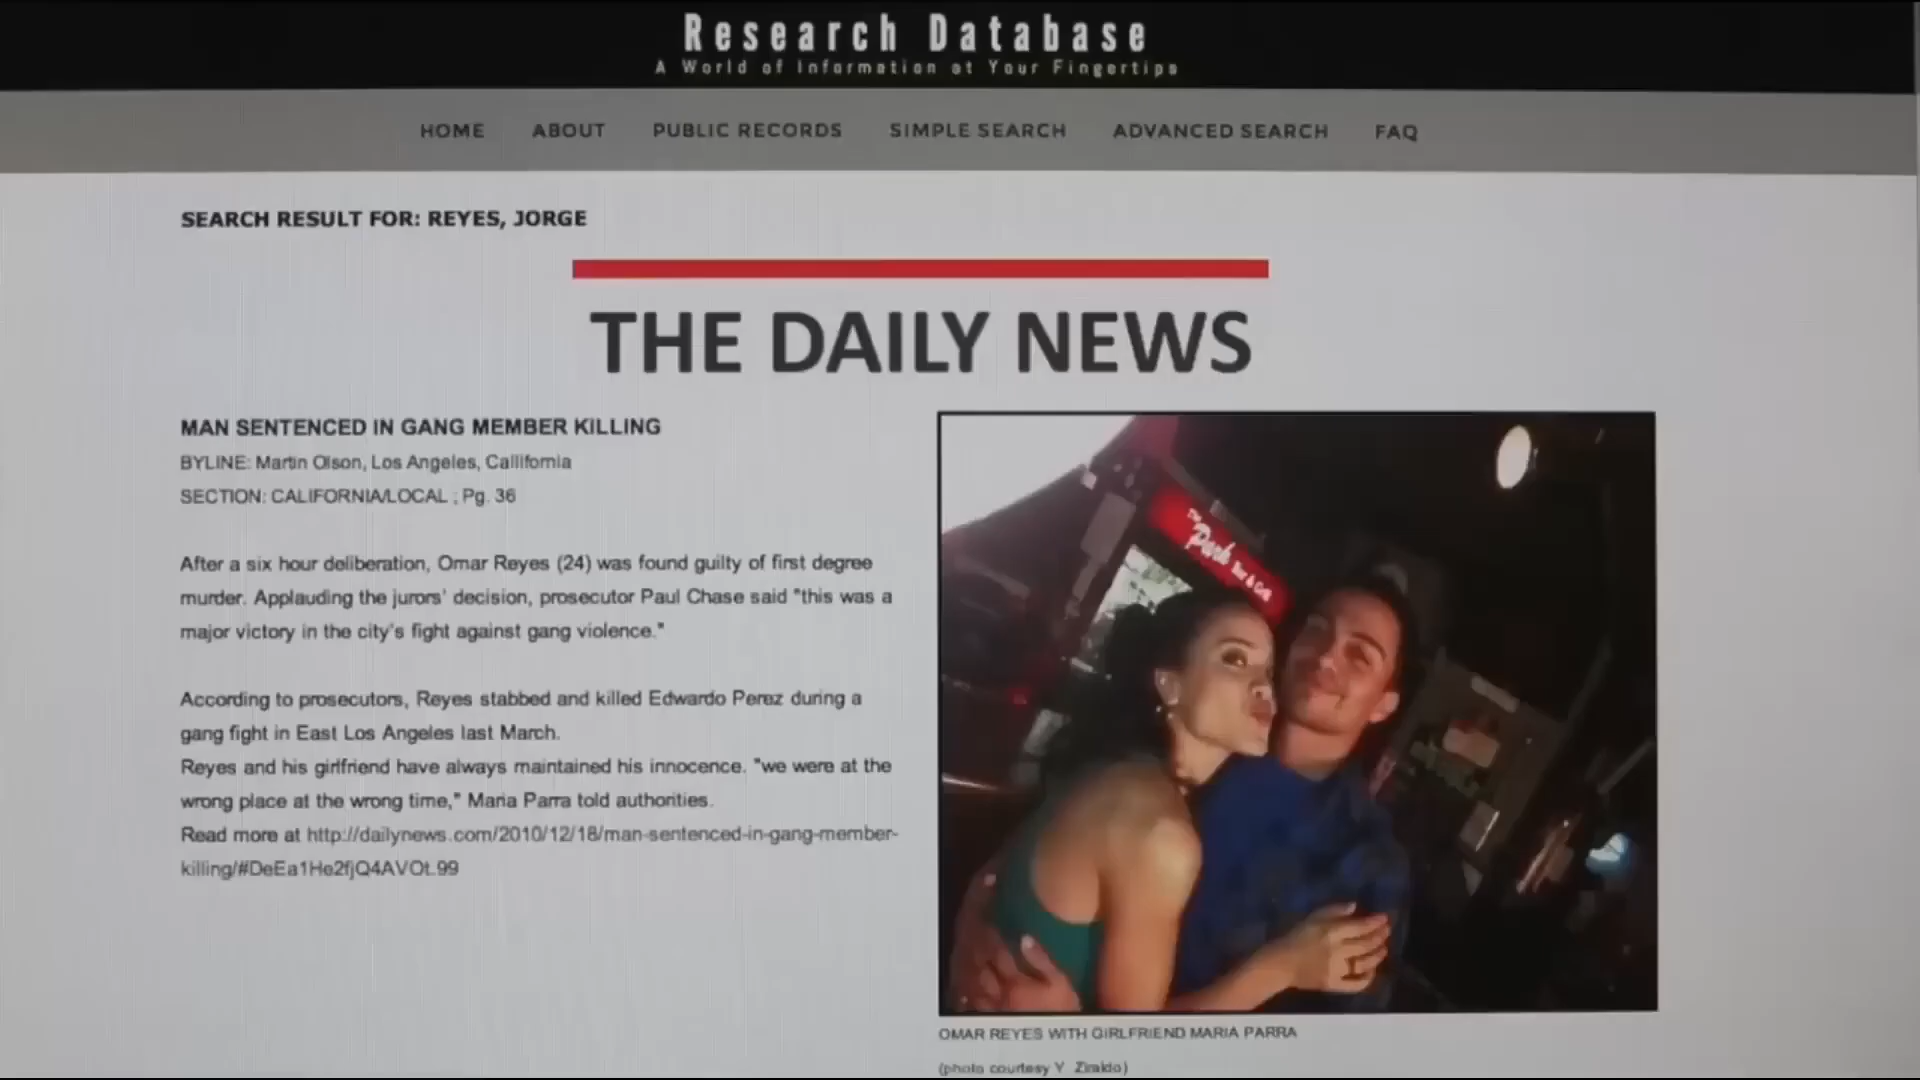 Research Database
A World of Information at Your Fingertips
HOME ABOUT PUBLIC RECORDS SIMPLE SEARCH ADVANCED SEARCH FAQ
SEARCH RESULT FOR: REYES, JORGE
THE DAILY NEWS
MAN SENTENCED IN GANG MEMBER KILLING
BYLINE: Martin Olson, Los Angeles, Callifornia
SECTION: CALIFORNIA/LOCAL ; Pg. 36
After a six hour deliberation, Omar Reyes (24) was found guilty of first degree
murder. Applauding the jurors' decision, prosecutor Paul Chase said "this was a
major victory in the city's fight against gang violence."
According to prosecutors, Reyes stabbed and killed Edwardo Perez during a
gang fight in East Los Angeles last March.
Reyes and his girlfriend have always maintained his innocence. "we were at the
wrong place at the wrong time," Maria Parra told authorities.
Read more at http://dailynews.com/2010/12/18/man-sentenced-in-gang-member-
killing/#DeEa1He2fjQ4AVOt.99
The
Park
Bar & Grill
OMAR REYES WITH GIRLFRIEND MARIA PARRA
(photo courtesy Y. Ziraldo)